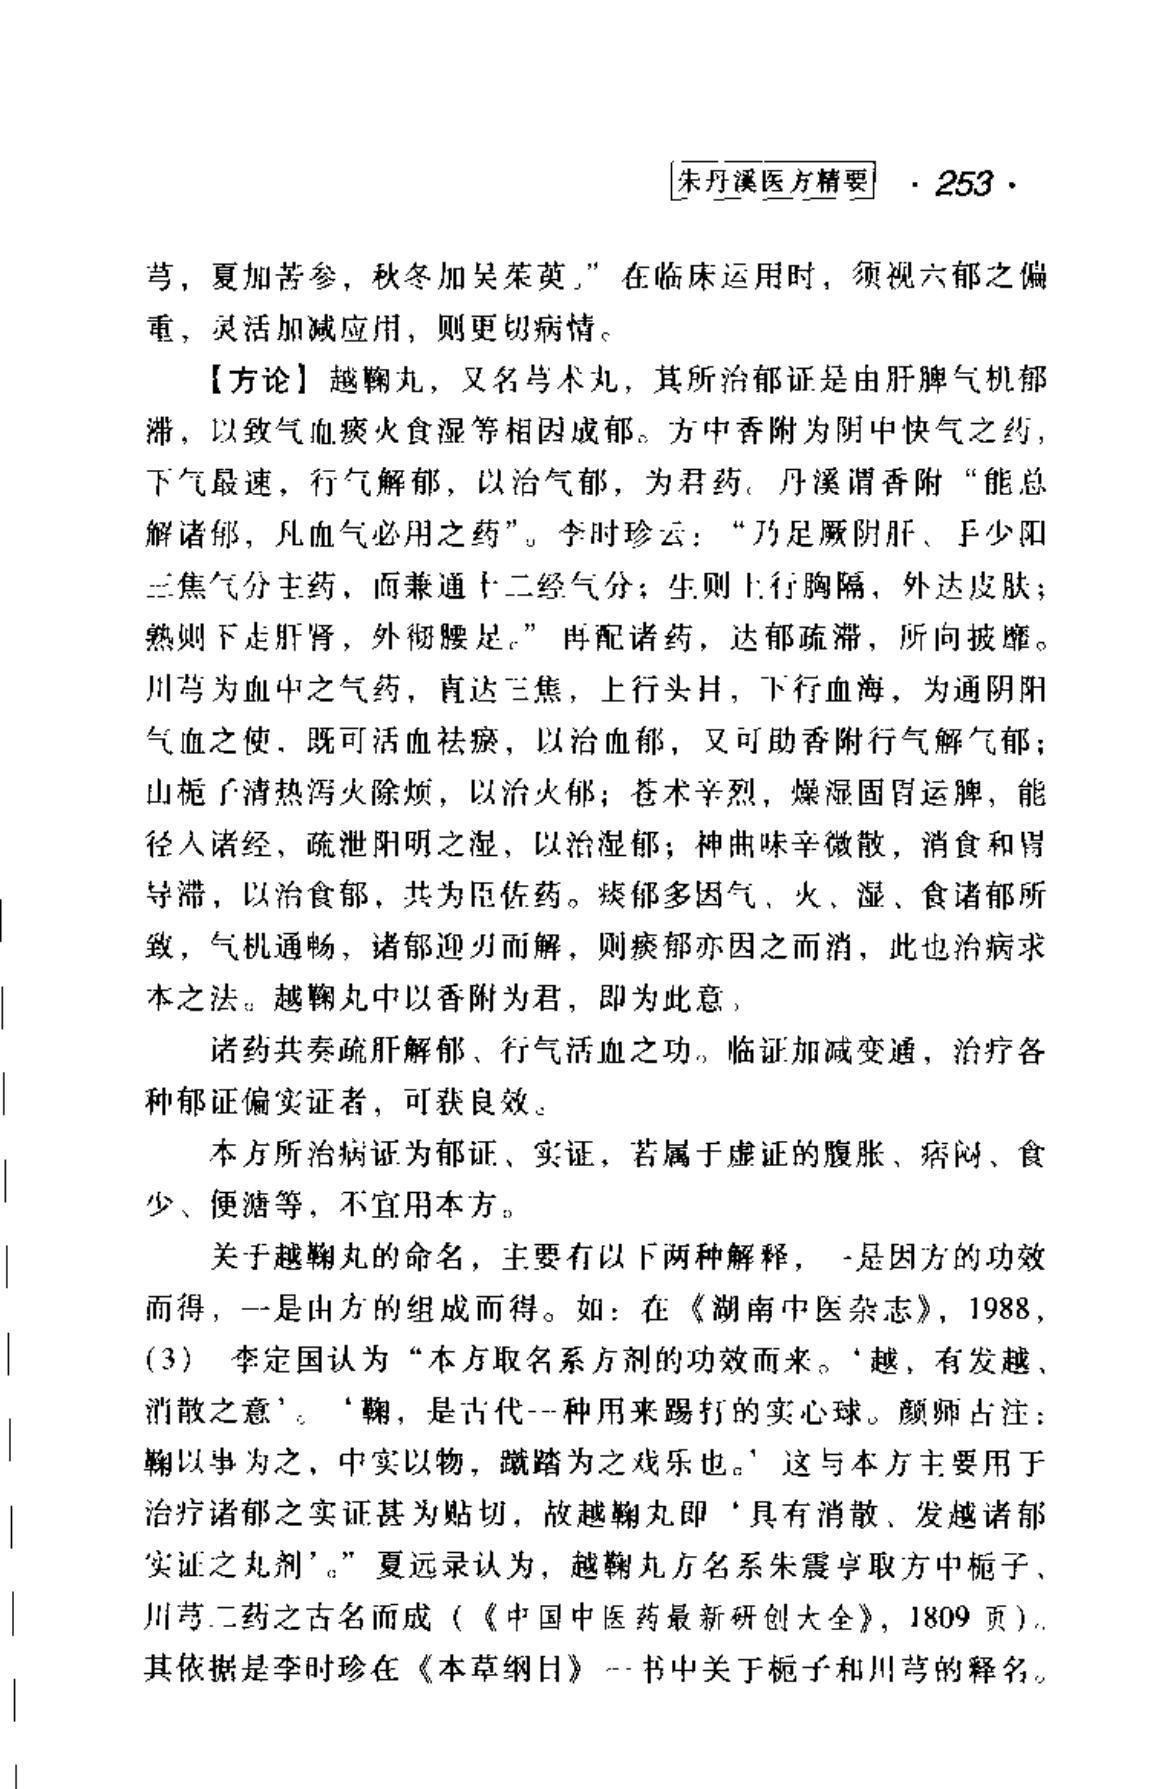 朱丹溪医方精要 · 253 ·
芎，夏加苦参，秋冬加吴茱萸。”在临床运用时，须视六郁之偏
重，灵活加减应用，则更切病情。
【方论】越鞠丸，又名芎术丸，其所治郁证是由肝脾气机郁
滞，以致气血痰火食湿等相因成郁。方中香附为阴中快气之药，
下气最速，行气解郁，以治气郁，为君药。丹溪谓香附“能总
解诸郁，凡血气必用之药”。李时珍云：“乃足厥阴肝、手少阳
三焦气分主药，而兼通十二经气分；生则上行胸隔，外达皮肤；
熟则下走肝肾，外彻腰足。”再配诸药，达郁疏滞，所向披靡。
川芎为血中之气药，直达三焦，上行头目，下行血海，为通阴阳
气血之使，既可活血祛瘀，以治血郁，又可助香附行气解气郁；
山栀子清热泻火除烦，以治火郁；苍术辛烈，燥湿固胃运脾，能
径入诸经，疏泄阳明之湿，以治湿郁；神曲味辛微散，消食和胃
导滞，以治食郁，共为臣佐药。痰郁多因气、火、湿、食诸郁所
致，气机通畅，诸郁迎刃而解，则痰郁亦因之而消，此也治病求
本之法。越鞠丸中以香附为君，即为此意。
诸药共奏疏肝解郁、行气活血之功。临证加减变通，治疗各
种郁证偏实证者，可获良效。
本方所治病证为郁证、实证，若属于虚证的腹胀、痞闷、食
少、便溏等，不宜用本方。
关于越鞠丸的命名，主要有以下两种解释，一是因方的功效
而得，一是由方的组成而得。如：在《湖南中医杂志》，1988，
(3) 李定国认为“本方取名系方剂的功效而来。‘越，有发越、
消散之意’。‘鞠，是古代一种用来踢打的实心球。颜师古注：
鞠以韦为之，中实以物，蹴踏为之戏乐也。’这与本方主要用于
治疗诸郁之实证甚为贴切，故越鞠丸即‘具有消散、发越诸郁
实证之丸剂’。”夏远录认为，越鞠丸方名系朱震亨取方中栀子、
川芎二药之古名而成（《中国中医药最新研创大全》，1809 页）。
其依据是李时珍在《本草纲目》一书中关于栀子和川芎的释名。